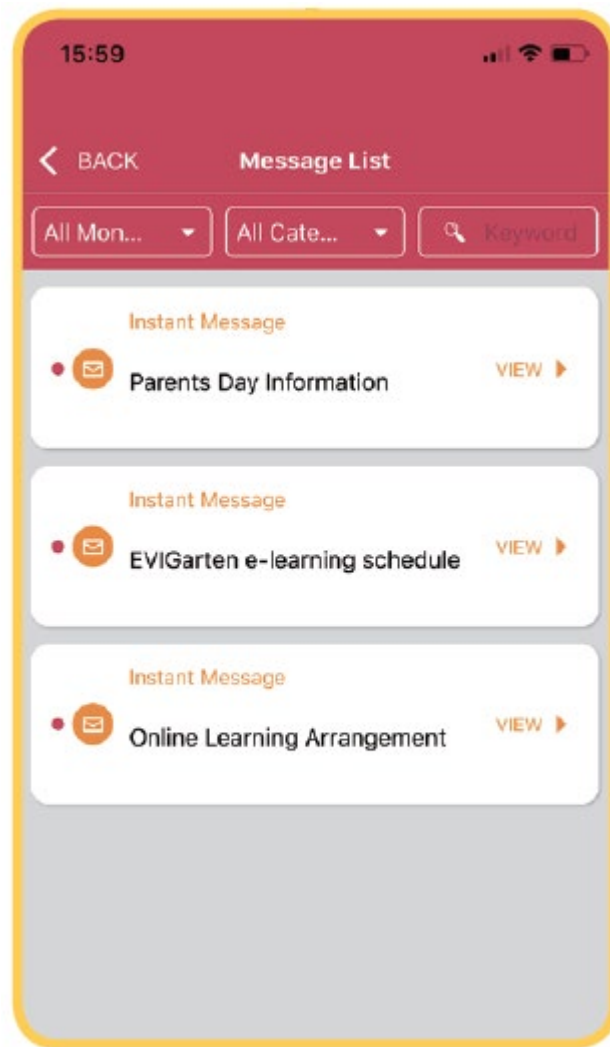 15:59
BACK Message List
All Mon... All Cate... Keyword
Instant Message
Parents Day Information VIEW
Instant Message
EVIGarten e-learning schedule VIEW
Instant Message
Online Learning Arrangement VIEW